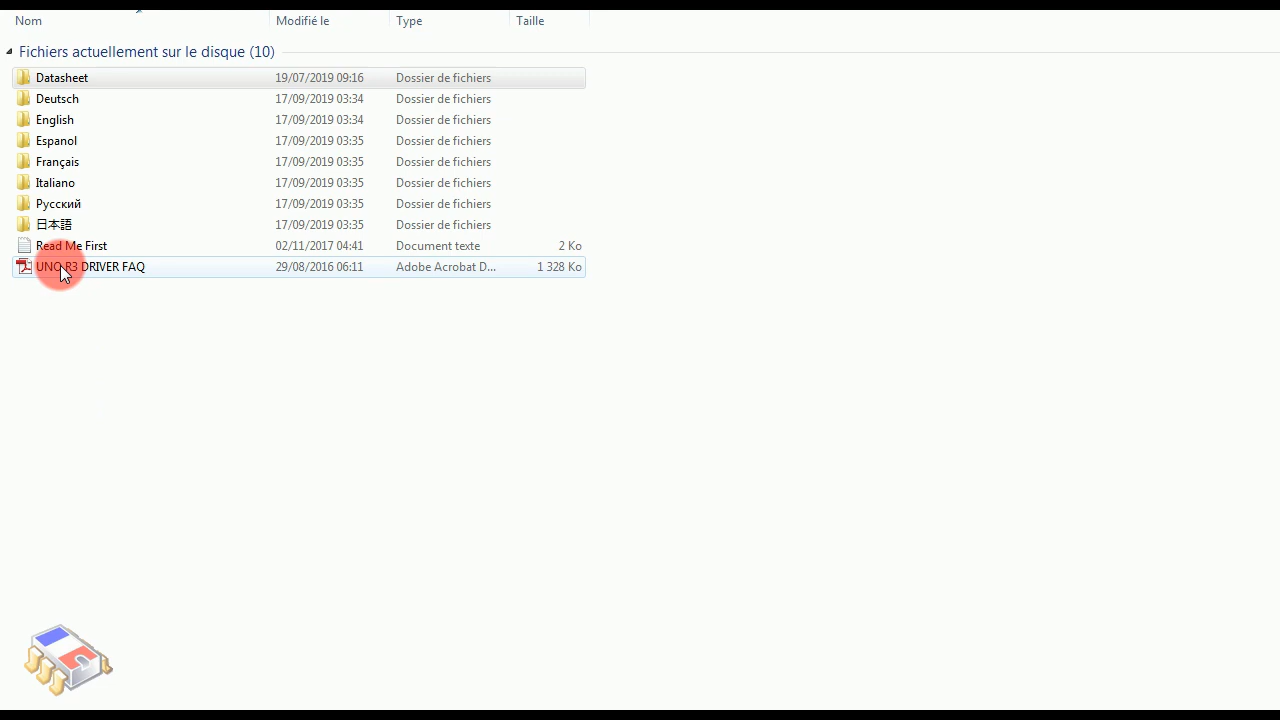 Nom Modifié le Type Taille
Fichiers actuellement sur le disque (10)
Datasheet 19/07/2019 09:16 Dossier de fichiers
Deutsch 17/09/2019 03:34 Dossier de fichiers
English 17/09/2019 03:34 Dossier de fichiers
Espanol 17/09/2019 03:35 Dossier de fichiers
Français 17/09/2019 03:35 Dossier de fichiers
Italiano 17/09/2019 03:35 Dossier de fichiers
Русский 17/09/2019 03:35 Dossier de fichiers
日本語 17/09/2019 03:35 Dossier de fichiers
Read Me First 02/11/2017 04:41 Document texte 2 Ko
UNO R3 DRIVER FAQ 29/08/2016 06:11 Adobe Acrobat D... 1 328 Ko